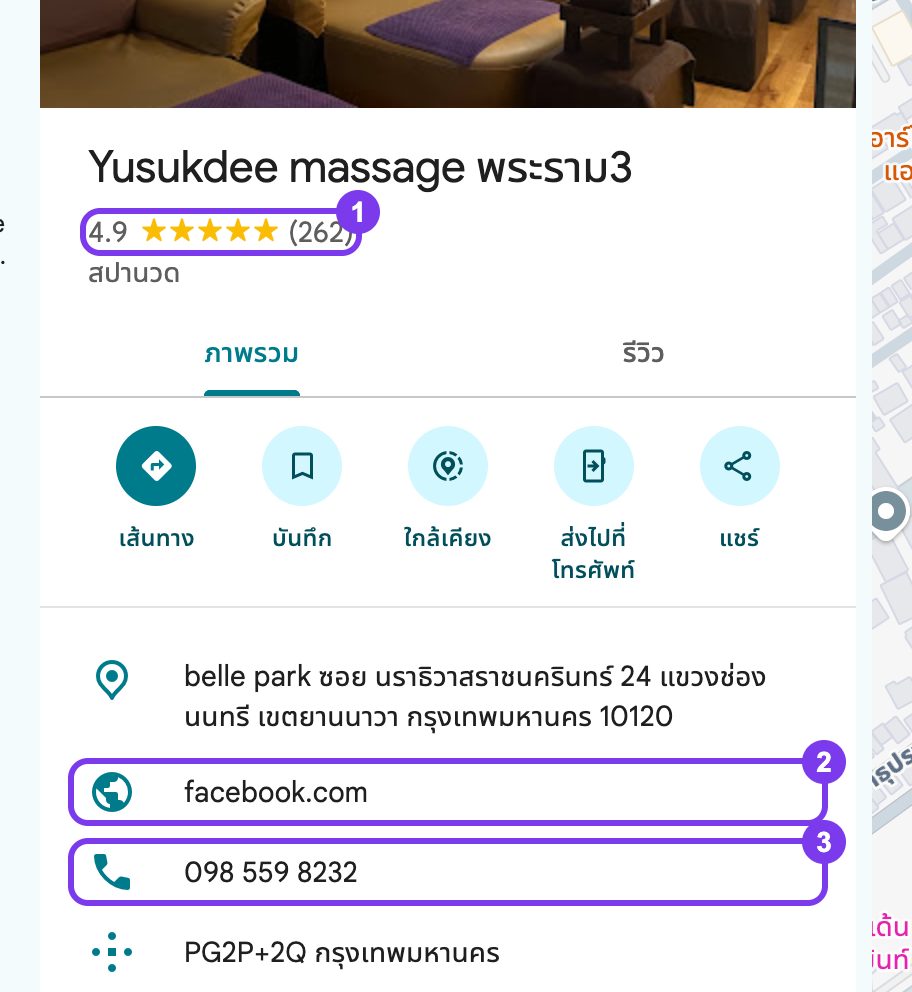 Yusukdee massage พระราม3
4.9 (262)
1
สปานวด
ภาพรวม
รีวิว
เส้นทาง
บันทึก
ใกล้เคียง
ส่งไปที่
โทรศัพท์
แชร์
belle park ซอย นราธิวาสราชนครินทร์ 24 แขวงช่อง
นนทรี เขตยานนาวา กรุงเทพมหานคร 10120
2
facebook.com
3
098 559 8232
PG2P+2Q กรุงเทพมหานคร